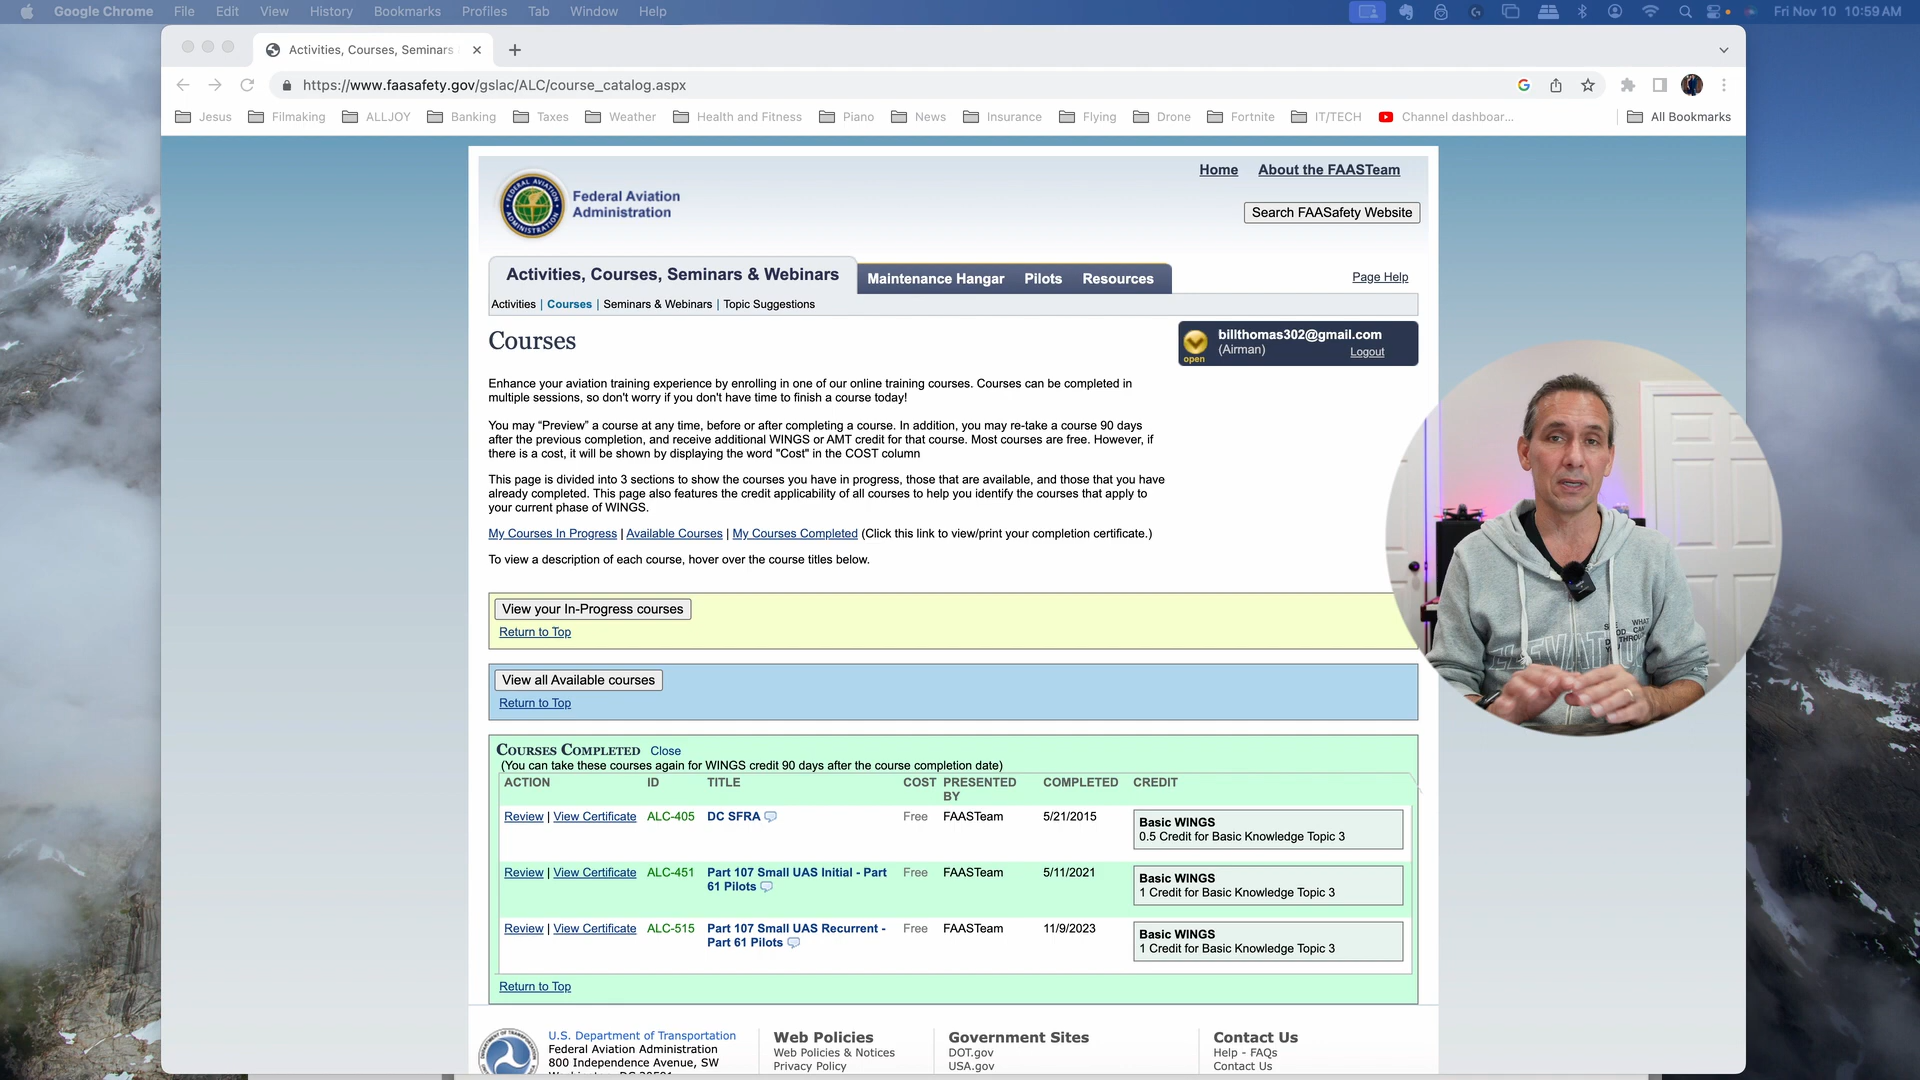 Google Chrome File Edit View History Bookmarks Profiles Tab Window Help Fri Nov 10 10:59 AM
Activities, Courses, Seminars
https://www.faasafety.gov/gslac/ALC/course_catalog.aspx
Jesus Filmaking ALLJOY Banking Taxes Weather Health and Fitness Piano News Insurance Flying Drone Fortnite IT/TECH Channel dashboar... All Bookmarks
Home About the FAASTeam
Federal Aviation
Administration
Search FAASafety Website
Activities, Courses, Seminars & Webinars Maintenance Hangar Pilots Resources Page Help
Activities | Courses | Seminars & Webinars | Topic Suggestions
Courses
billthomas302@gmail.com
(Airman) Logout
open
Enhance your aviation training experience by enrolling in one of our online training courses. Courses can be completed in
multiple sessions, so don't worry if you don't have time to finish a course today!
You may “Preview” a course at any time, before or after completing a course. In addition, you may re-take a course 90 days
after the previous completion, and receive additional WINGS or AMT credit for that course. Most courses are free. However, if
there is a cost, it will be shown by displaying the word "Cost" in the COST column
This page is divided into 3 sections to show the courses you have in progress, those that are available, and those that you have
already completed. This page also features the credit applicability of all courses to help you identify the courses that apply to
your current phase of WINGS.
My Courses In Progress | Available Courses | My Courses Completed (Click this link to view/print your completion certificate.)
To view a description of each course, hover over the course titles below.
View your In-Progress courses
Return to Top
View all Available courses
Return to Top
COURSES COMPLETED Close
(You can take these courses again for WINGS credit 90 days after the course completion date)
ACTION ID TITLE COST PRESENTED COMPLETED CREDIT
BY
Review | View Certificate ALC-405 DC SFRA Free FAASTeam 5/21/2015
Basic WINGS
0.5 Credit for Basic Knowledge Topic 3
Review | View Certificate ALC-451 Part 107 Small UAS Initial - Part Free FAASTeam 5/11/2021
61 Pilots
Basic WINGS
1 Credit for Basic Knowledge Topic 3
Review | View Certificate ALC-515 Part 107 Small UAS Recurrent - Free FAASTeam 11/9/2023
Part 61 Pilots
Basic WINGS
1 Credit for Basic Knowledge Topic 3
Return to Top
U.S. Department of Transportation
Federal Aviation Administration
800 Independence Avenue, SW
Web Policies
Web Policies & Notices
Privacy Policy
Government Sites
DOT.gov
USA.gov
Contact Us
Help - FAQs
Contact Us